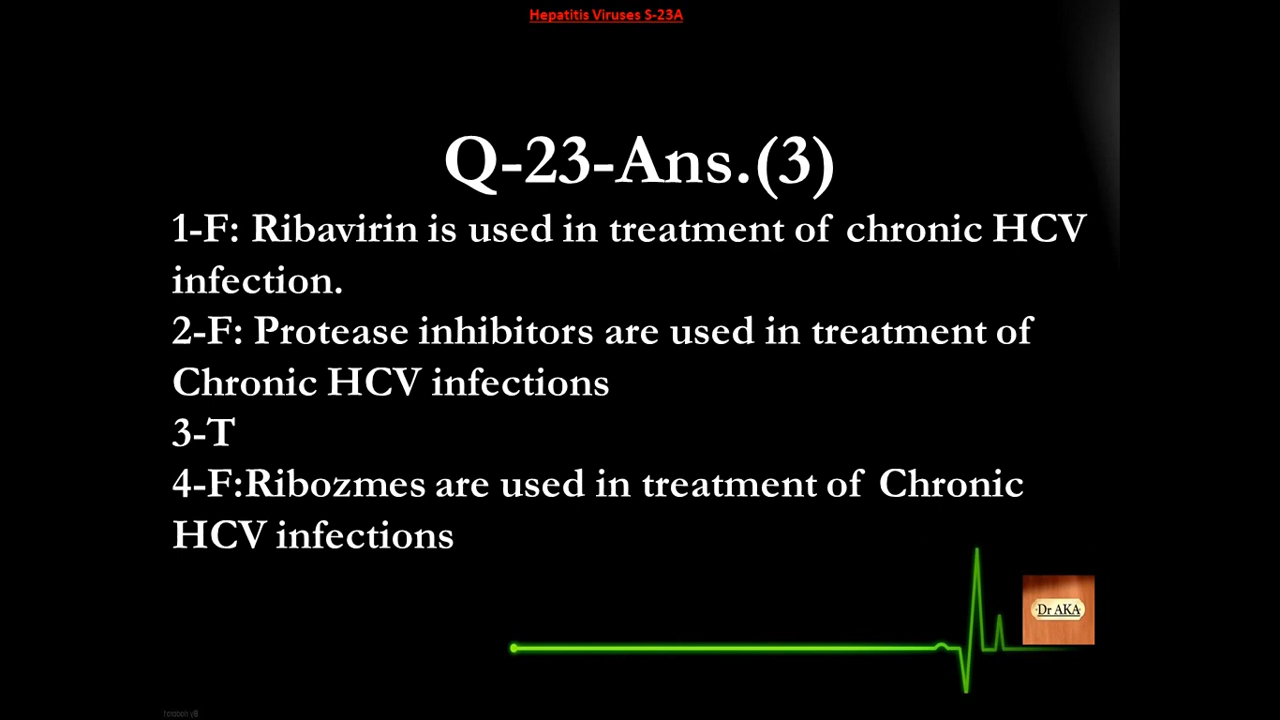 Hepatitis Viruses S-23A
Q-23-Ans.(3)
1-F: Ribavirin is used in treatment of chronic HCV
infection.
2-F: Protease inhibitors are used in treatment of
Chronic HCV infections
3-T
4-F:Ribozmes are used in treatment of Chronic
HCV infections
Dr AKA